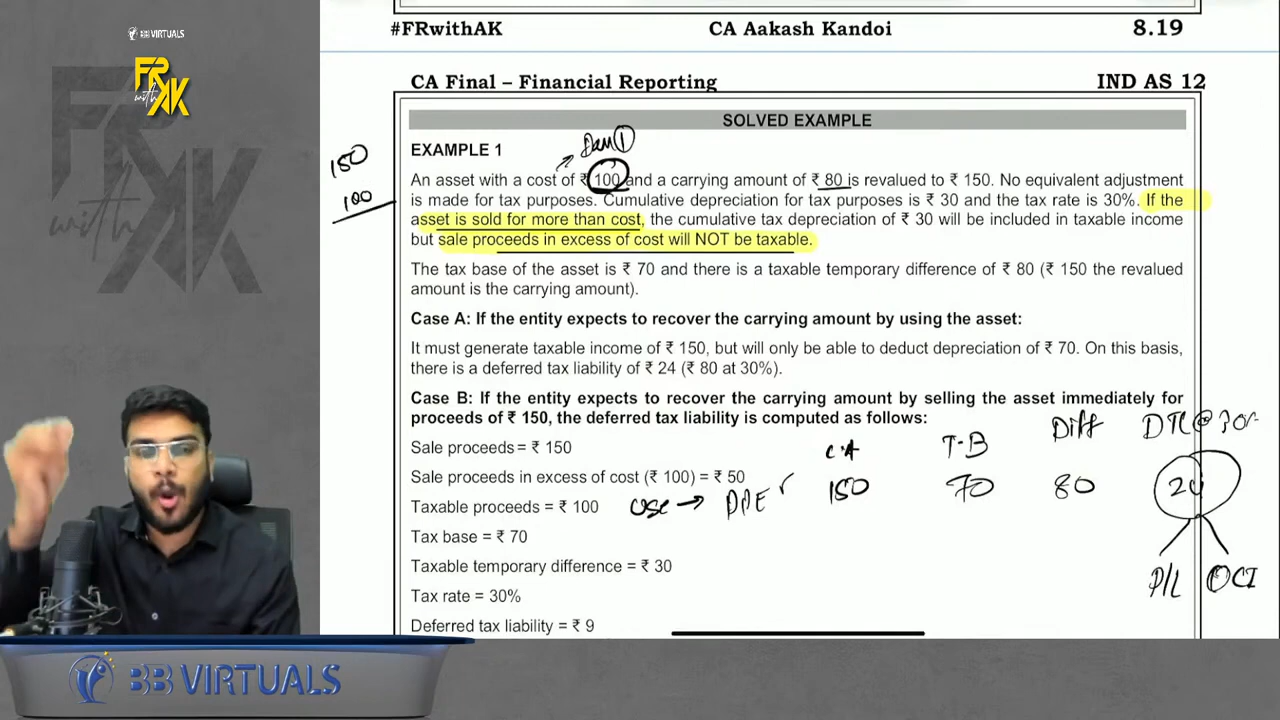 BB VIRTUALS
FR
with
AK
#FRwithAK CA Aakash Kandoi 8.19
CA Final – Financial Reporting IND AS 12
SOLVED EXAMPLE
EXAMPLE 1
Day 1
150
100
An asset with a cost of ₹ 100 and a carrying amount of ₹ 80 is revalued to ₹ 150. No equivalent adjustment
is made for tax purposes. Cumulative depreciation for tax purposes is ₹ 30 and the tax rate is 30%. If the
asset is sold for more than cost, the cumulative tax depreciation of ₹ 30 will be included in taxable income
but sale proceeds in excess of cost will NOT be taxable.
The tax base of the asset is ₹ 70 and there is a taxable temporary difference of ₹ 80 (₹ 150 the revalued
amount is the carrying amount).
Case A: If the entity expects to recover the carrying amount by using the asset:
It must generate taxable income of ₹ 150, but will only be able to deduct depreciation of ₹ 70. On this basis,
there is a deferred tax liability of ₹ 24 (₹ 80 at 30%).
Case B: If the entity expects to recover the carrying amount by selling the asset immediately for
proceeds of ₹ 150, the deferred tax liability is computed as follows:
Sale proceeds = ₹ 150
C.A T.B Diff DTL @ 30%
Sale proceeds in excess of cost (₹ 100) = ₹ 50
150 70 80 24
Taxable proceeds = ₹ 100 use → PPE
Tax base = ₹ 70
Taxable temporary difference = ₹ 30
P/L OCI
Tax rate = 30%
Deferred tax liability = ₹ 9
BB VIRTUALS